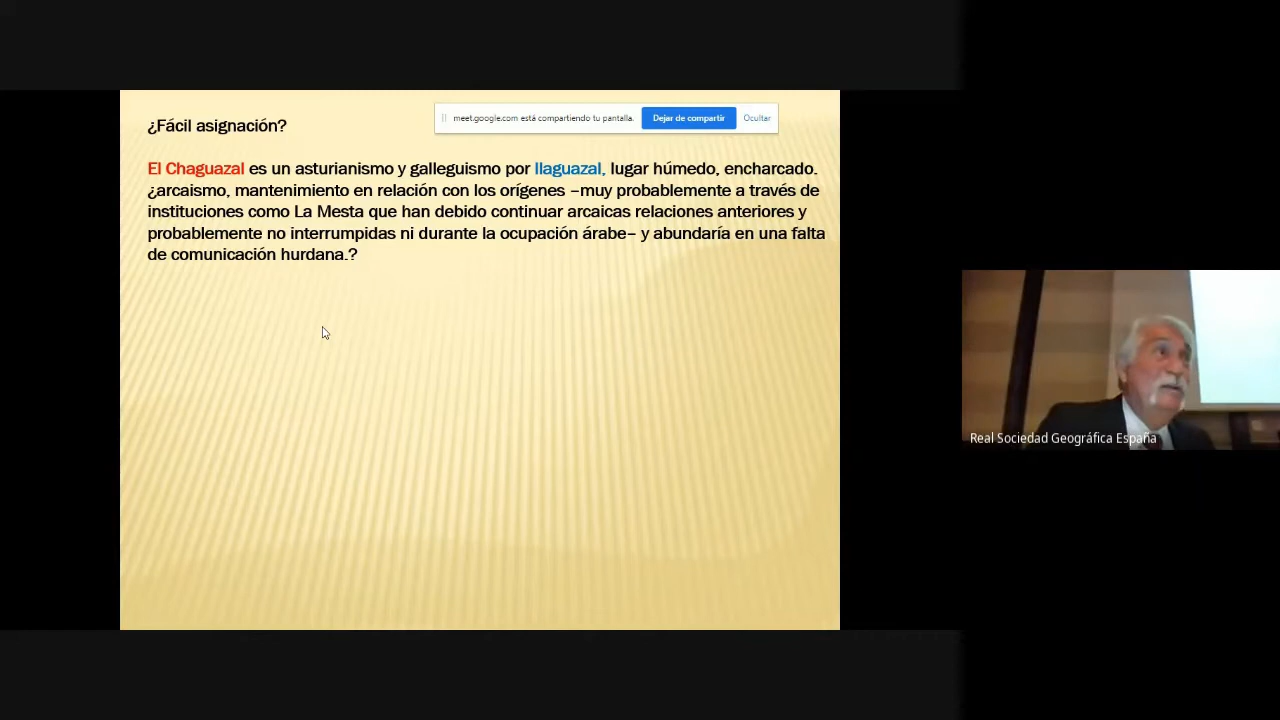 ¿Fácil asignación?
meet.google.com está compartiendo tu pantalla.
Dejar de compartir
Ocultar
El Chaguazal es un asturianismo y galleguismo por llaguazal, lugar húmedo, encharcado.
¿arcaismo, mantenimiento en relación con los orígenes –muy probablemente a través de
instituciones como La Mesta que han debido continuar arcaicas relaciones anteriores y
probablemente no interrumpidas ni durante la ocupación árabe– y abundaría en una falta
de comunicación hurdana.?
Real Sociedad Geográfica España